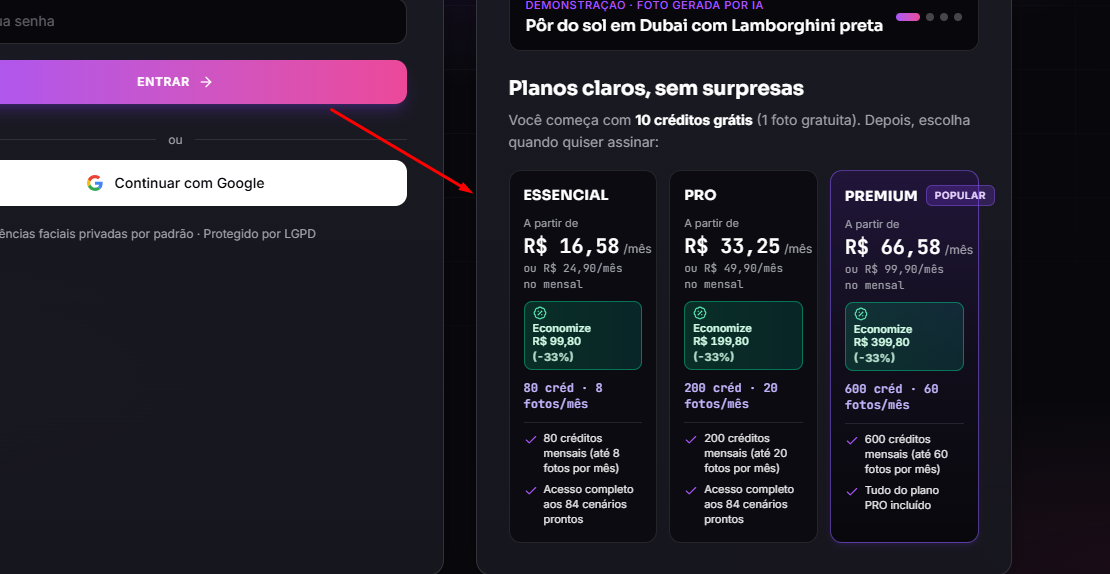 ua senha
ENTRAR
ou
Continuar com Google
ências faciais privadas por padrão · Protegido por LGPD
DEMONSTRAÇÃO · FOTO GERADA POR IA
Pôr do sol em Dubai com Lamborghini preta
Planos claros, sem surpresas
Você começa com 10 créditos grátis (1 foto gratuita). Depois, escolha
quando quiser assinar:
ESSENCIAL
A partir de
R$ 16,58 /mês
ou R$ 24,90/mês
no mensal
Economize
R$ 99,80
(-33%)
80 créd · 8
fotos/mês
80 créditos
mensais (até 8
fotos por mês)
Acesso completo
aos 84 cenários
prontos
PRO
A partir de
R$ 33,25 /mês
ou R$ 49,90/mês
no mensal
Economize
R$ 199,80
(-33%)
200 créd · 20
fotos/mês
200 créditos
mensais (até 20
fotos por mês)
Acesso completo
aos 84 cenários
prontos
PREMIUM POPULAR
A partir de
R$ 66,58 /mês
ou R$ 99,90/mês
no mensal
Economize
R$ 399,80
(-33%)
600 créd · 60
fotos/mês
600 créditos
mensais (até 60
fotos por mês)
Tudo do plano
PRO incluído